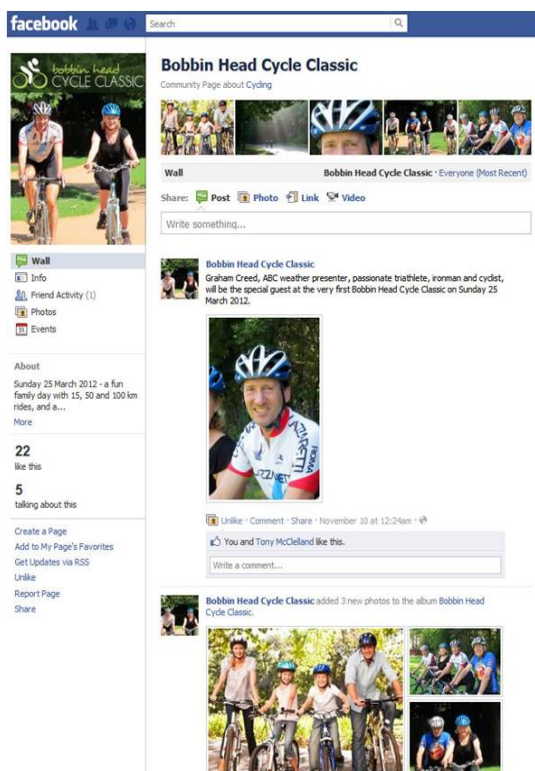 facebook
Search
bobbin head
CYCLE CLASSIC
Wall
Info
Friend Activity (1)
Photos
Events
About
Sunday 25 March 2012 - a fun
family day with 15, 50 and 100 km
rides, and a...
More
22
like this
5
talking about this
Create a Page
Add to My Page's Favorites
Get Updates via RSS
Unlike
Report Page
Share
Bobbin Head Cycle Classic
Community Page about Cycling
Wall
Bobbin Head Cycle Classic · Everyone (Most Recent)
Share: Post Photo Link Video
Write something...
Bobbin Head Cycle Classic
Graham Creed, ABC weather presenter, passionate triathlete, ironman and cyclist,
will be the special guest at the very first Bobbin Head Cycle Classic on Sunday 25
March 2012.
Unlike · Comment · Share · November 10 at 12:24am ·
You and Tony McClelland like this.
Write a comment...
Bobbin Head Cycle Classic added 3 new photos to the album Bobbin Head
Cycle Classic.